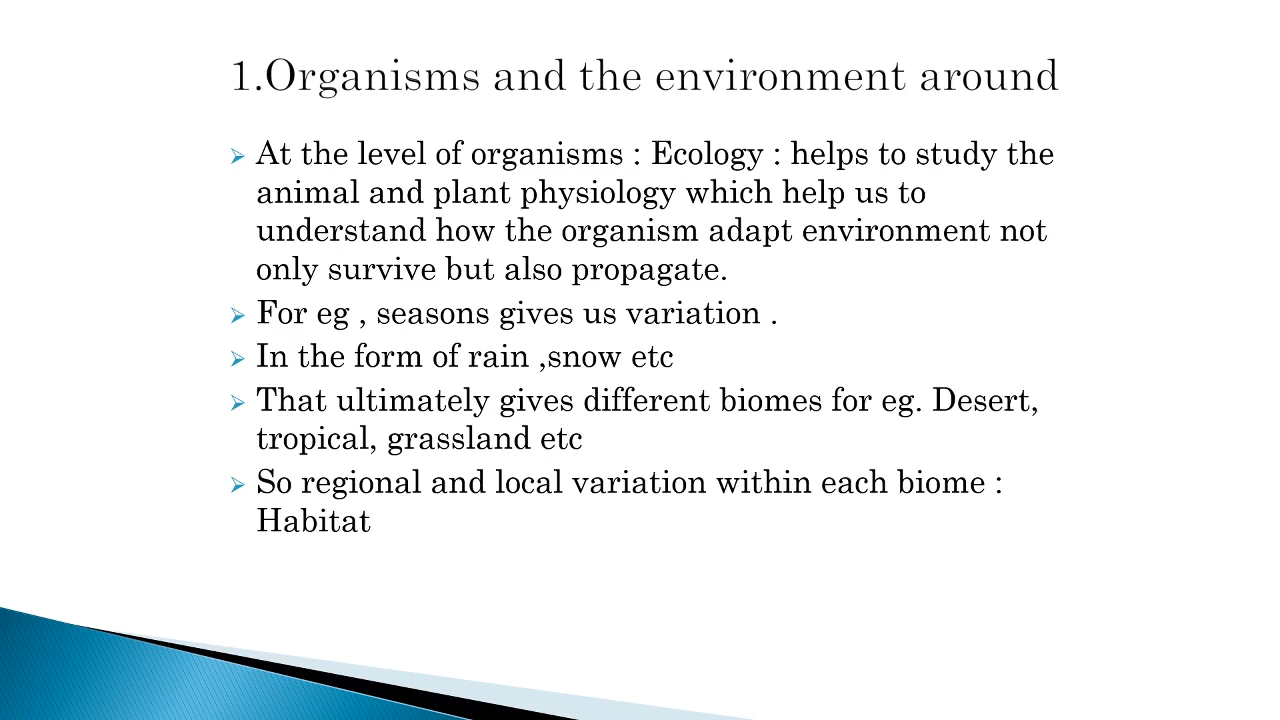 1.Organisms and the environment around
At the level of organisms : Ecology : helps to study the
animal and plant physiology which help us to
understand how the organism adapt environment not
only survive but also propagate.
For eg , seasons gives us variation .
In the form of rain ,snow etc
That ultimately gives different biomes for eg. Desert,
tropical, grassland etc
So regional and local variation within each biome :
Habitat